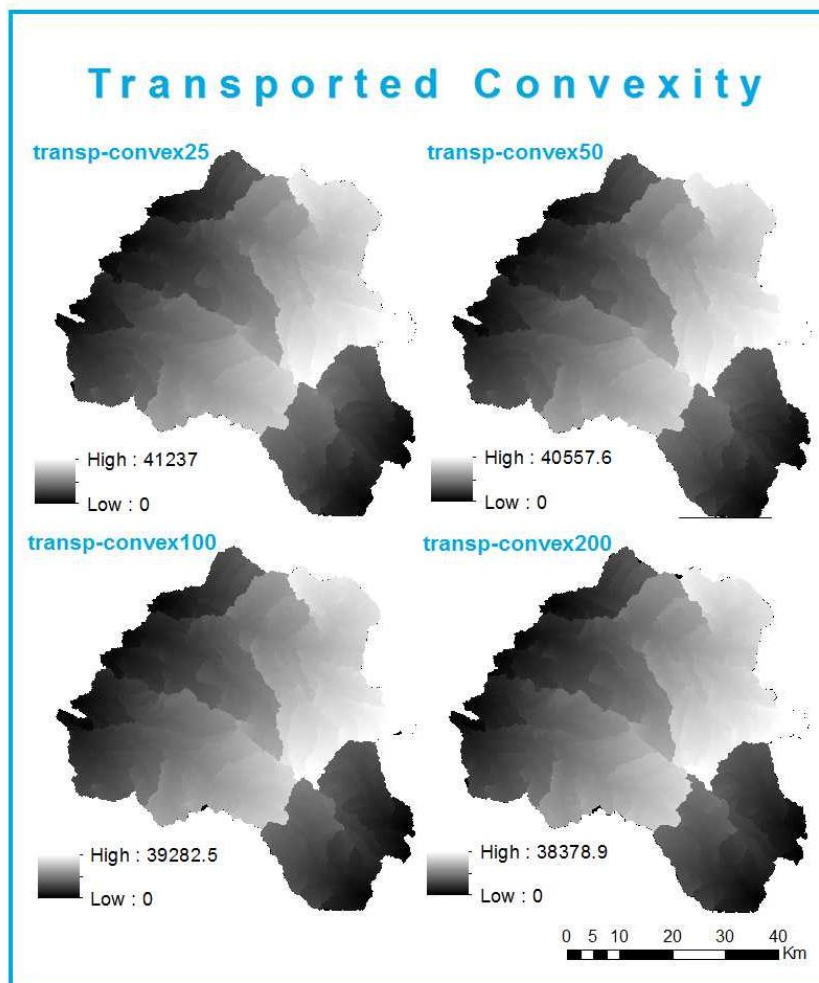 Transported Convexity
transp-convex25
transp-convex50
High : 41237
Low : 0
High : 40557.6
Low : 0
transp-convex100
transp-convex200
High : 39282.5
Low : 0
High : 38378.9
Low : 0
0 5 10 20 30 40
Km